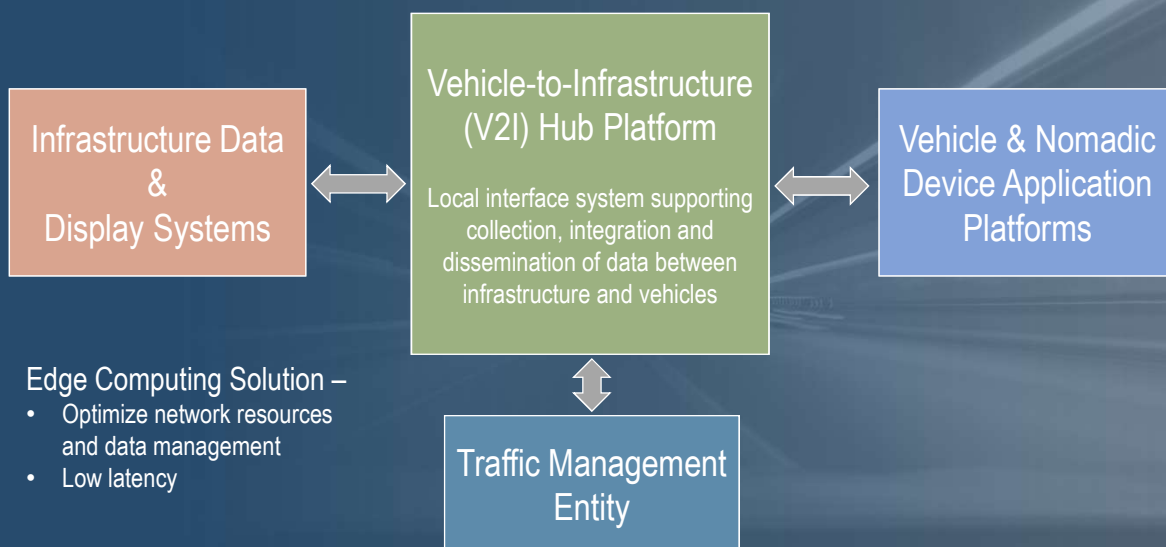 Vehicle-to-Infrastructure
(V2I) Hub Platform
Local interface system supporting
collection, integration and
dissemination of data between
infrastructure and vehicles
Infrastructure Data
&
Display Systems
Vehicle & Nomadic
Device Application
Platforms
Edge Computing Solution –
• Optimize network resources
and data management
• Low latency
Traffic Management
Entity